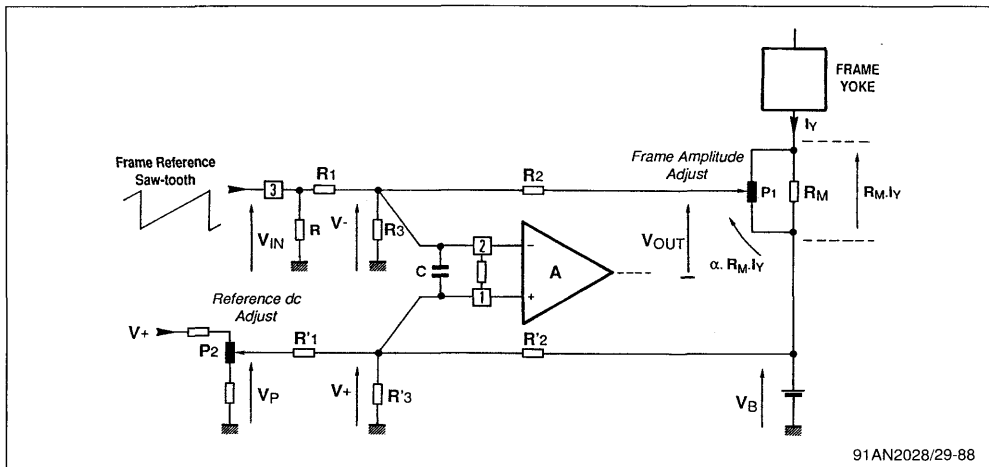 FRAME
YOKE
IY
Frame Reference
Saw-tooth
3
R1
R2
Frame Amplitude
Adjust
P1
RM
RM.IY
VIN
R
V-
R3
2
−
A
VOUT
α.RM.IY
C
1
+
Reference dc
Adjust
V+
P2
R'1
R'2
VP
V+
R'3
VB
91AN2028/29-88